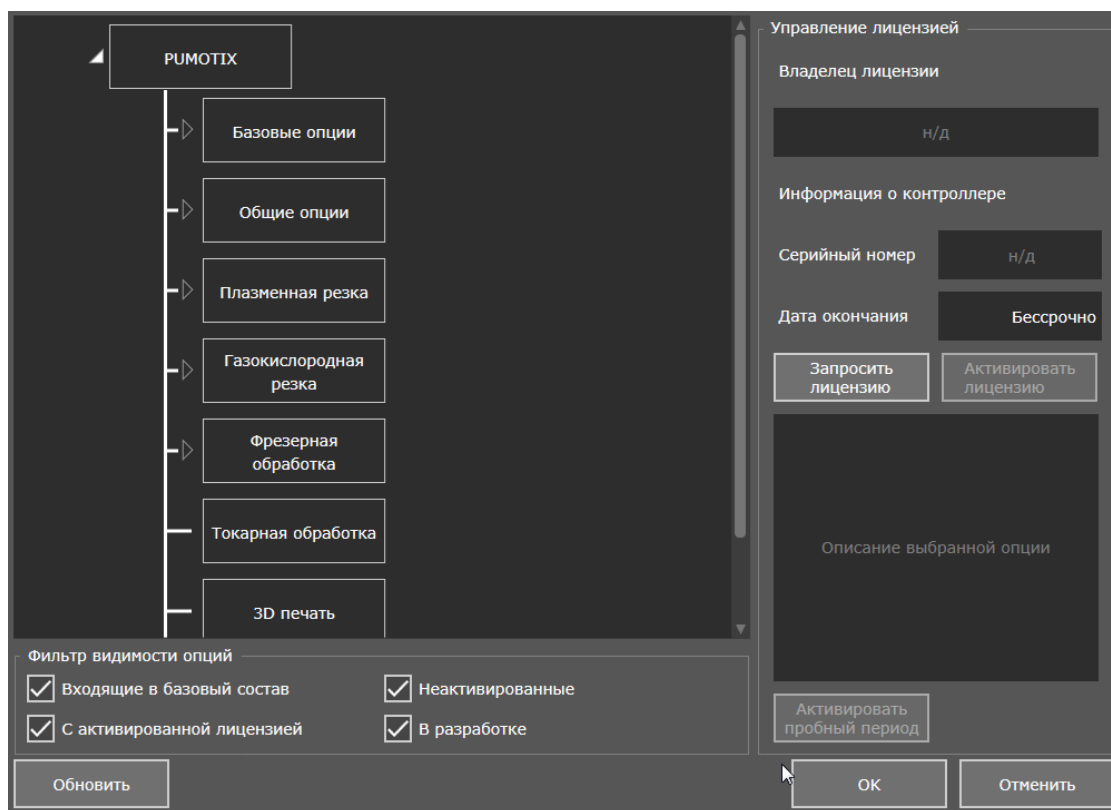 PUMOTIX
Базовые опции
Общие опции
Плазменная резка
Газокислородная
резка
Фрезерная
обработка
Токарная обработка
3D печать
Фильтр видимости опций
Входящие в базовый состав
Неактивированные
С активированной лицензией
В разработке
Обновить
Управление лицензией
Владелец лицензии
н/д
Информация о контроллере
Серийный номер
н/д
Дата окончания
Бессрочно
Запросить
лицензию
Активировать
лицензию
Описание выбранной опции
Активировать
пробный период
ОК
Отменить